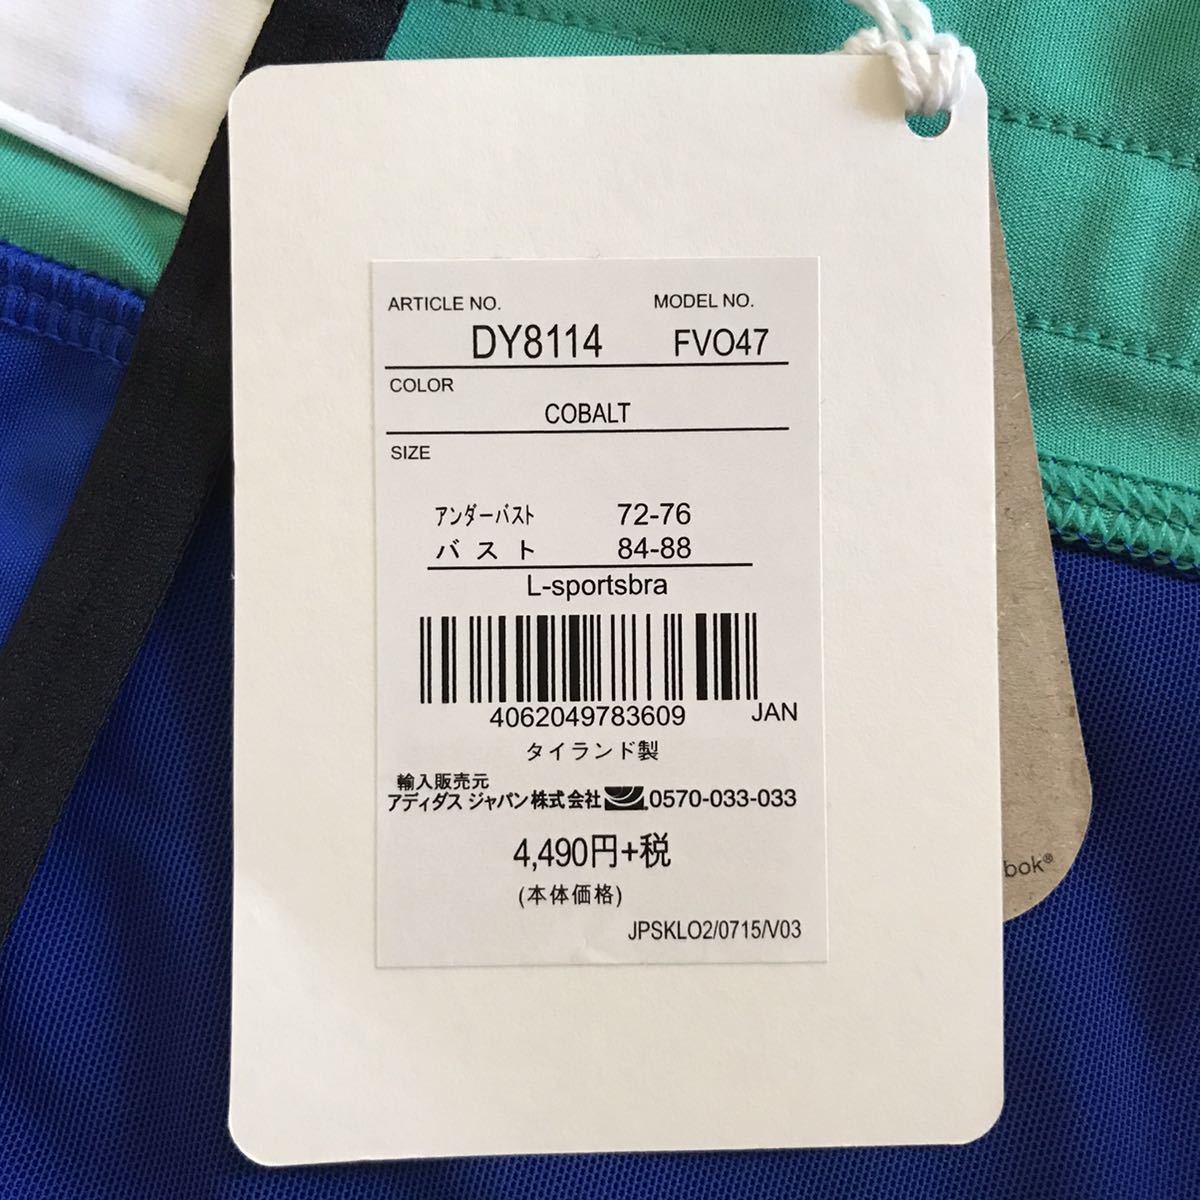 ARTICLE NO. MODEL NO.
DY8114 FVO47
COLOR
COBALT
SIZE
アンダーバスト 72-76
バスト 84-88
L-sportsbra
4062049783609 JAN
タイランド製
輸入販売元
アディダス ジャパン株式会社 0570-033-033
4,490円+税
(本体価格)
JPSKLO2/0715/V03
bok®